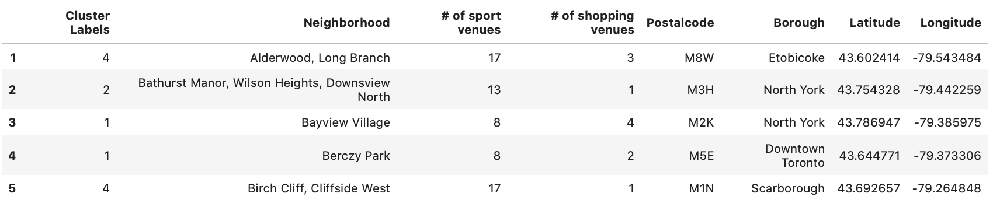 Cluster Labels Neighborhood # of sport venues # of shopping venues Postalcode Borough Latitude Longitude
1 4 Alderwood, Long Branch 17 3 M8W Etobicoke 43.602414 -79.543484
2 2 Bathurst Manor, Wilson Heights, Downsview North 13 1 M3H North York 43.754328 -79.442259
3 1 Bayview Village 8 4 M2K North York 43.786947 -79.385975
4 1 Berczy Park 8 2 M5E Downtown Toronto 43.644771 -79.373306
5 4 Birch Cliff, Cliffside West 17 1 M1N Scarborough 43.692657 -79.264848